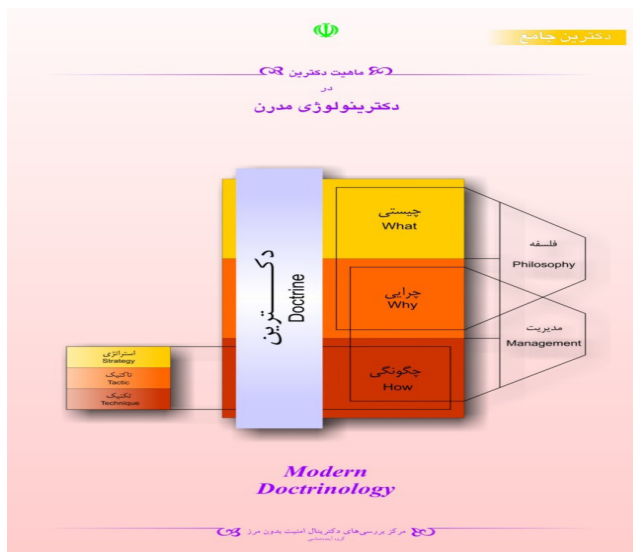 دکترین جامع
ماهیت دکترین
در
دکترینولوژی مدرن
چیستی
What
فلسفه
Philosophy
دکـــترین
Doctrine
چرایی
Why
مدیریت
Management
چگونگی
How
استراتژی
Strategy
تاکتیک
Tactic
تکنیک
Technique
Modern
Doctrinology
مرکز بررسی‌های دکترینال امنیت بدون مرز